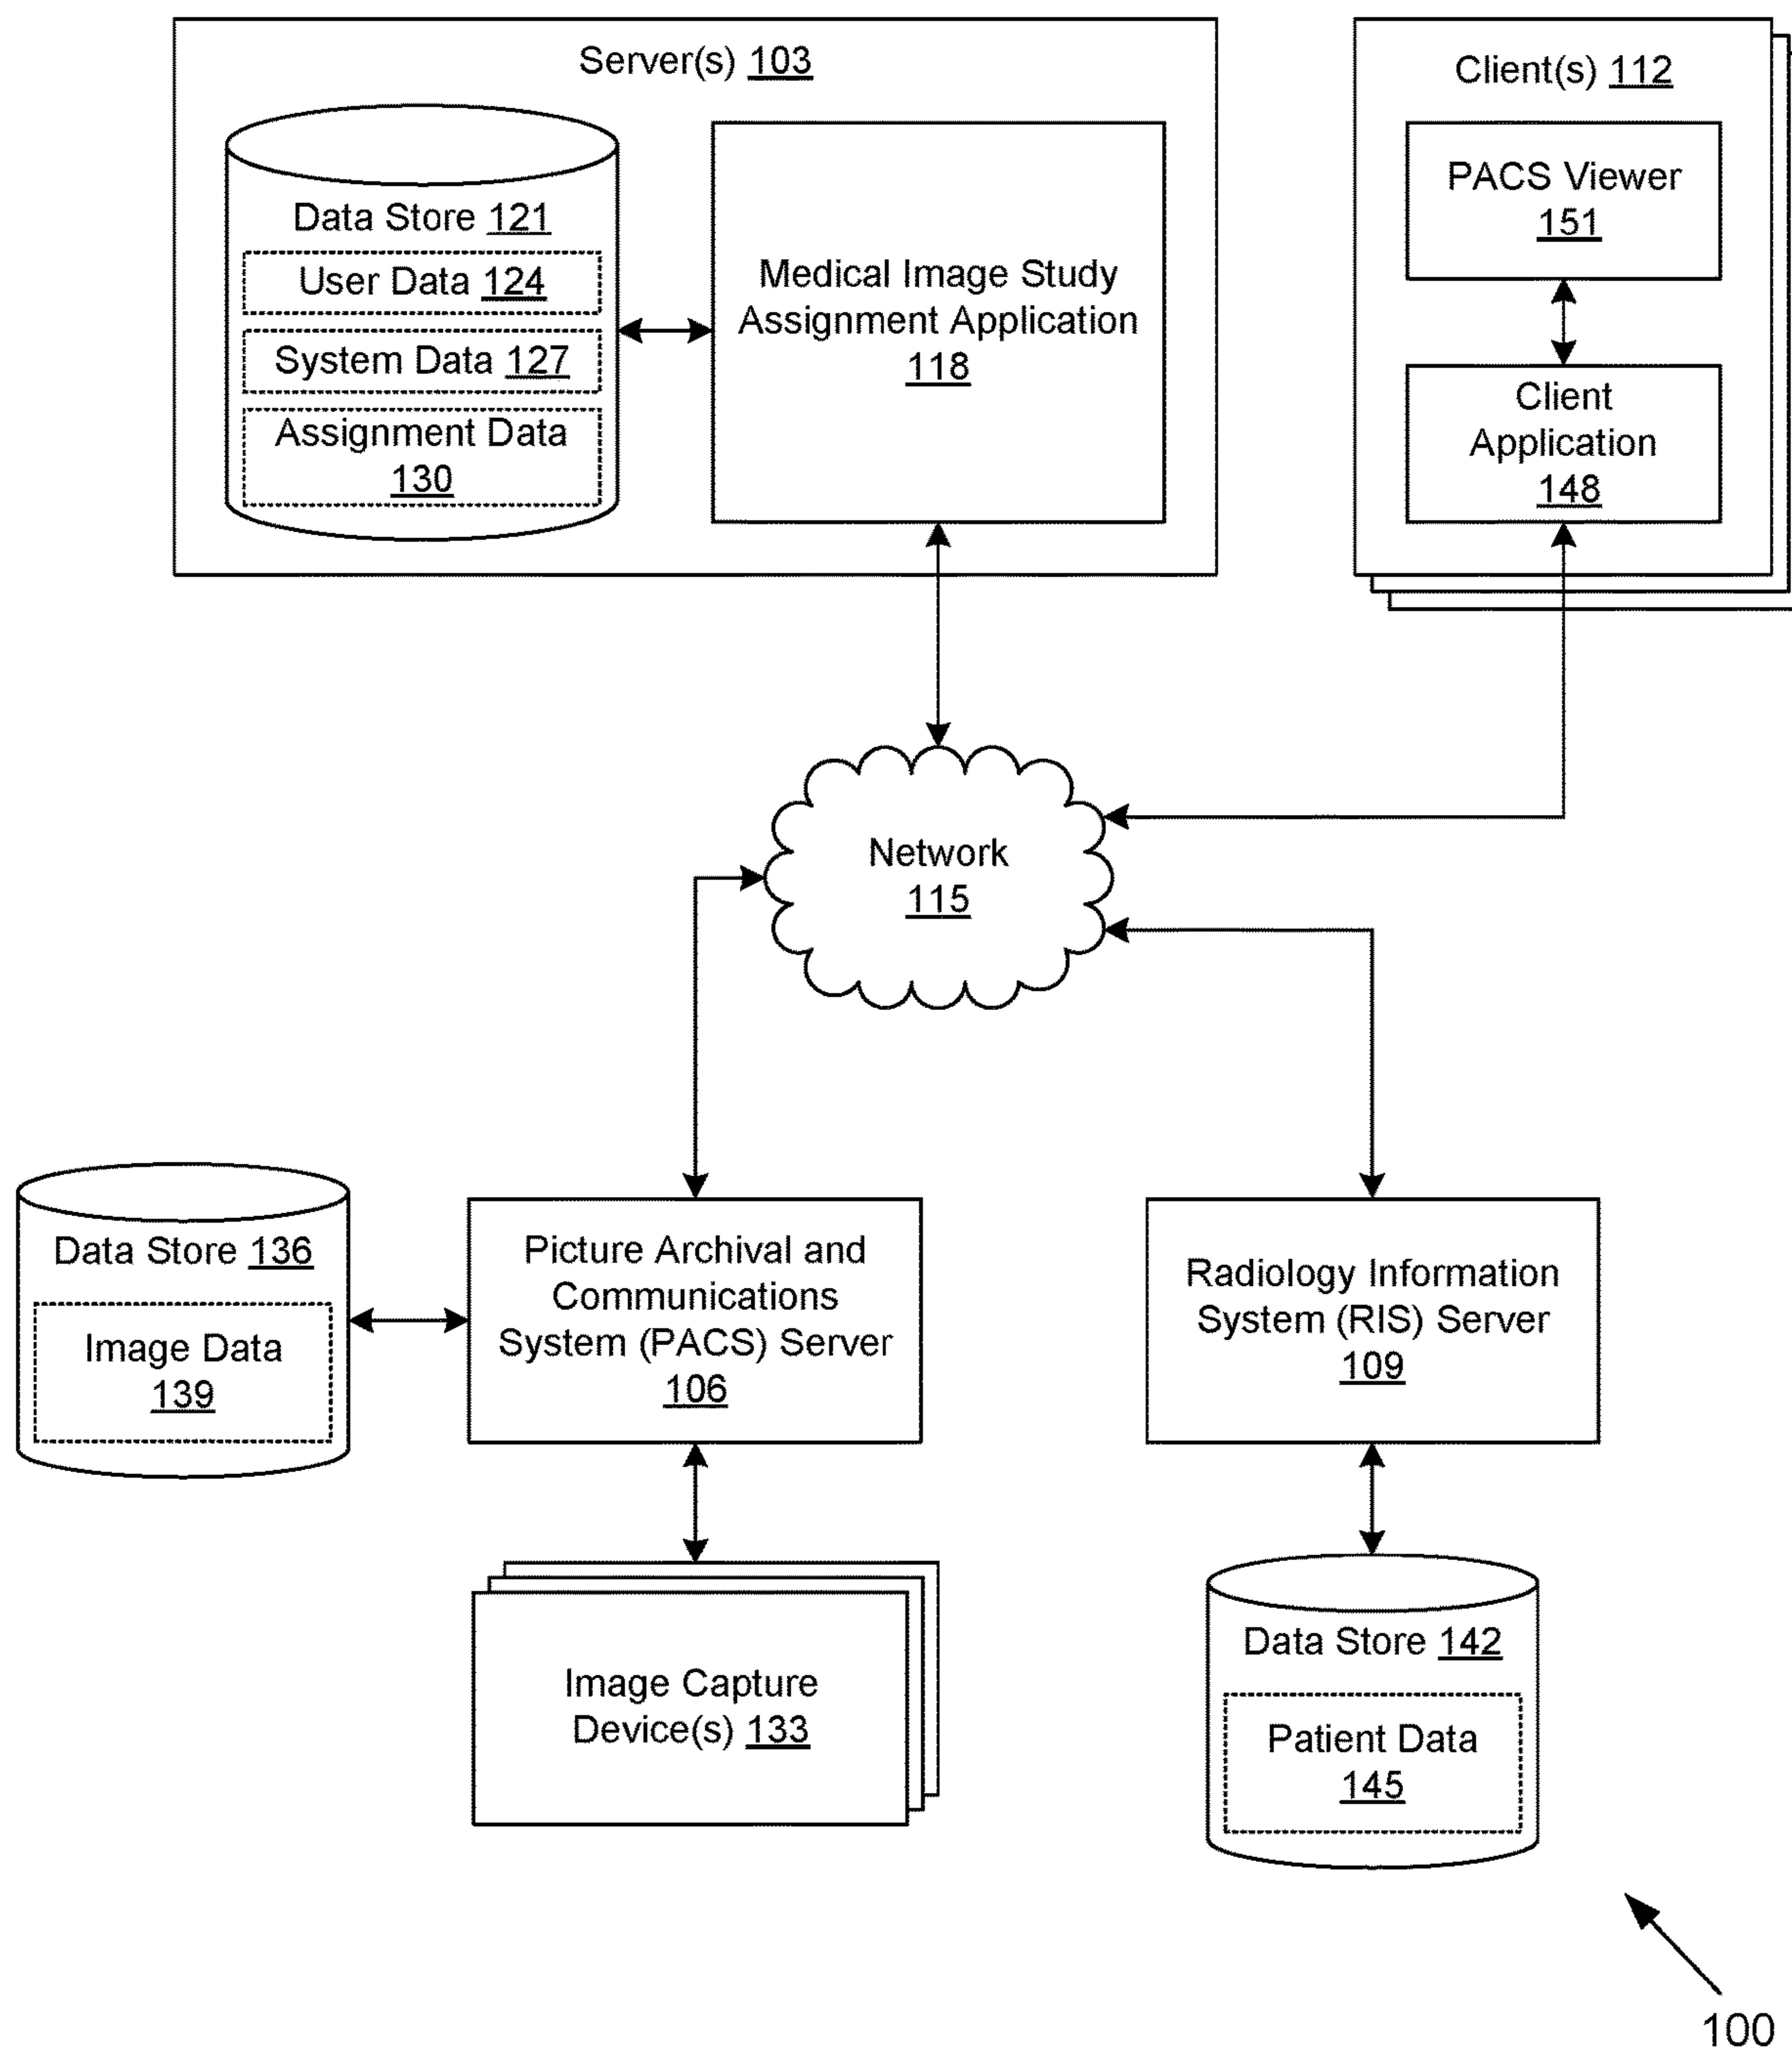 Server(s) 103
Data Store 121
User Data 124
System Data 127
Assignment Data
130
Medical Image Study
Assignment Application
118
Client(s) 112
PACS Viewer
151
Client
Application
148
Network
115
Data Store 136
Image Data
139
Picture Archival and
Communications
System (PACS) Server
106
Radiology Information
System (RIS) Server
109
Image Capture
Device(s) 133
Data Store 142
Patient Data
145
100